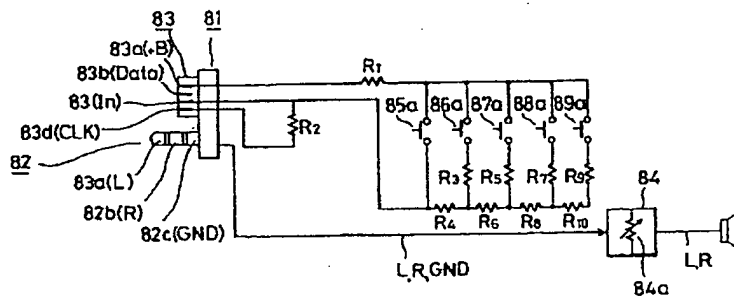 83
81
83a(+B)
83b(Data)
83(In)
83d(CLK)
82
83a(L)
82b(R)
82c(GND)
R1
R2
85a 86a 87a 88a 89a
R3 R5 R7 R9
R4 R6 R8 R10
84
84a
L,R,GND
L,R